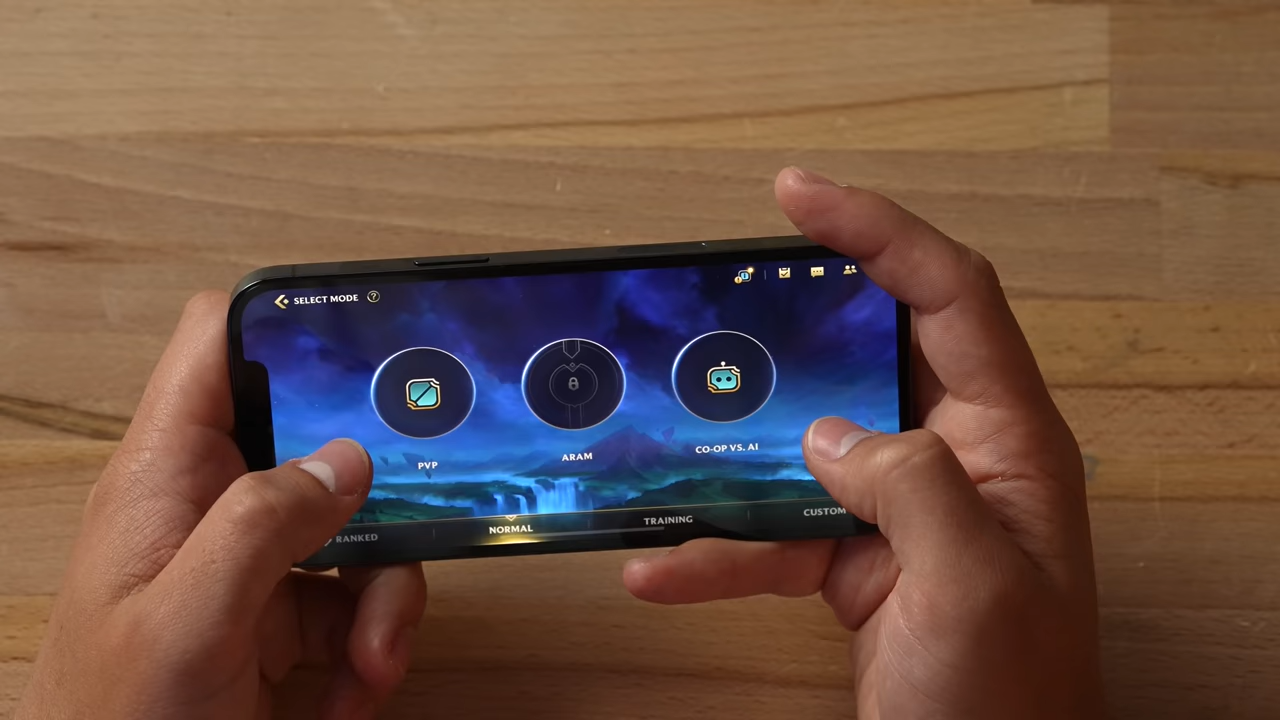 SELECT MODE ?
PVP
ARAM
CO-OP VS. AI
RANKED
NORMAL
TRAINING
CUSTOM